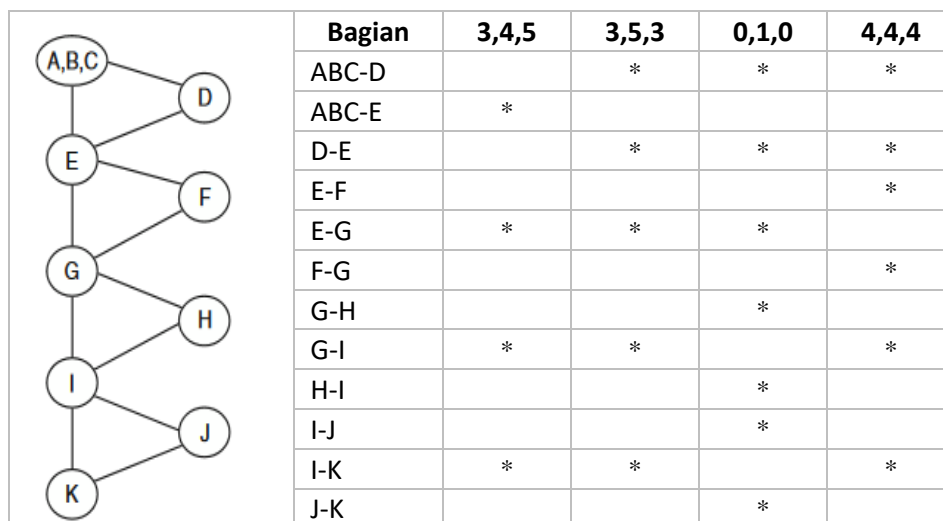 A,B,C
D
E
F
G
H
I
J
K
Bagian 3,4,5 3,5,3 0,1,0 4,4,4
ABC-D * * *
ABC-E *
D-E * * *
E-F *
E-G * * *
F-G *
G-H *
G-I * * *
H-I *
I-J *
I-K * * *
J-K *